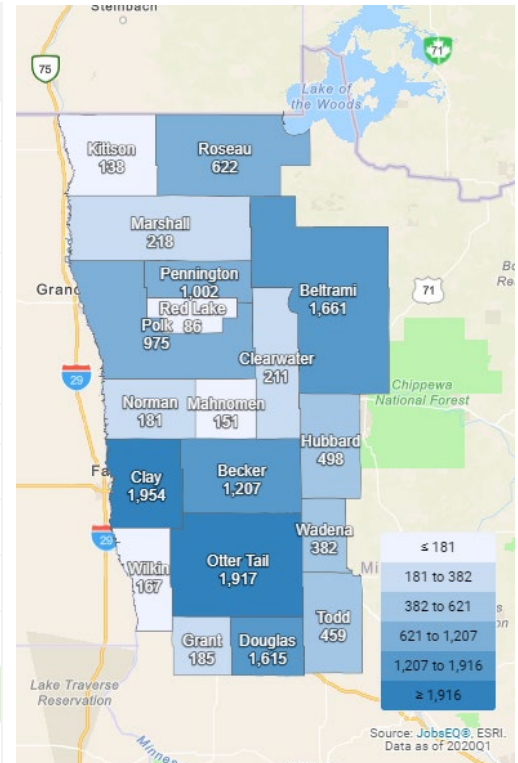 Steinbach
75
71
Lake of
the Woods
Kittson
138
Roseau
622
Marshall
218
Pennington
1,002
Red Lake
86
Polk
975
Beltrami
1,661
71
Grand
Clearwater
211
29
Chippewa
National Forest
Norman
181
Mahnomen
151
Hubbard
498
Clay
1,954
Becker
1,207
Fa
29
Wadena
382
Wilkin
167
Otter Tail
1,917
Todd
459
Grant
185
Douglas
1,615
Lake Traverse
Reservation
≤ 181
181 to 382
382 to 621
621 to 1,207
1,207 to 1,916
≥ 1,916
Source: JobsEQ®, ESRI.
Data as of 2020Q1